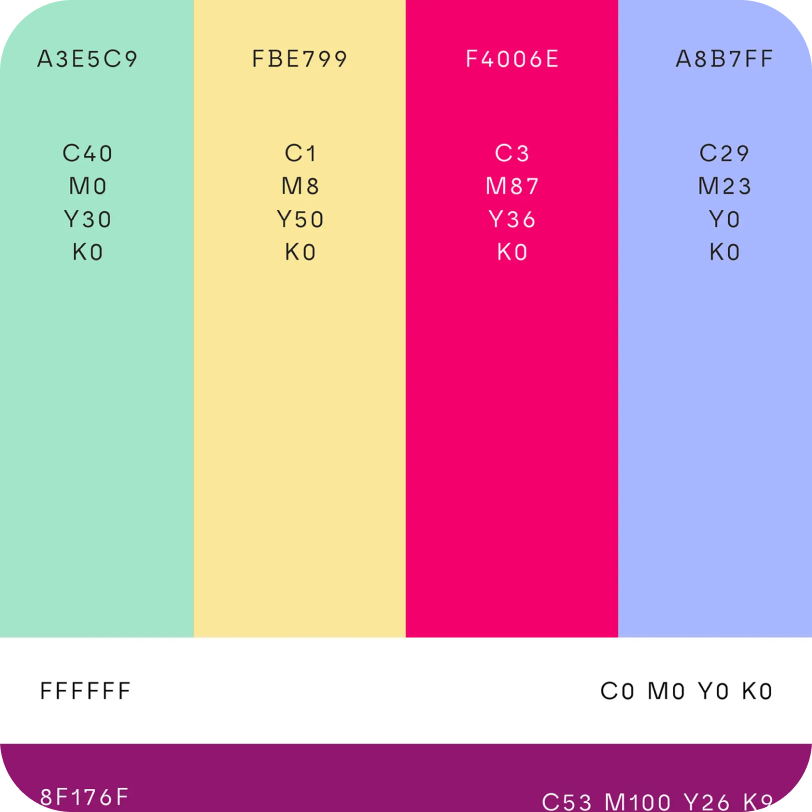 A3E5C9
C40
M0
Y30
K0
FBE799
C1
M8
Y50
K0
F4006E
C3
M87
Y36
K0
A8B7FF
C29
M23
Y0
K0
FFFFFF
C0 M0 Y0 K0
8F176F
C53 M100 Y26 K9